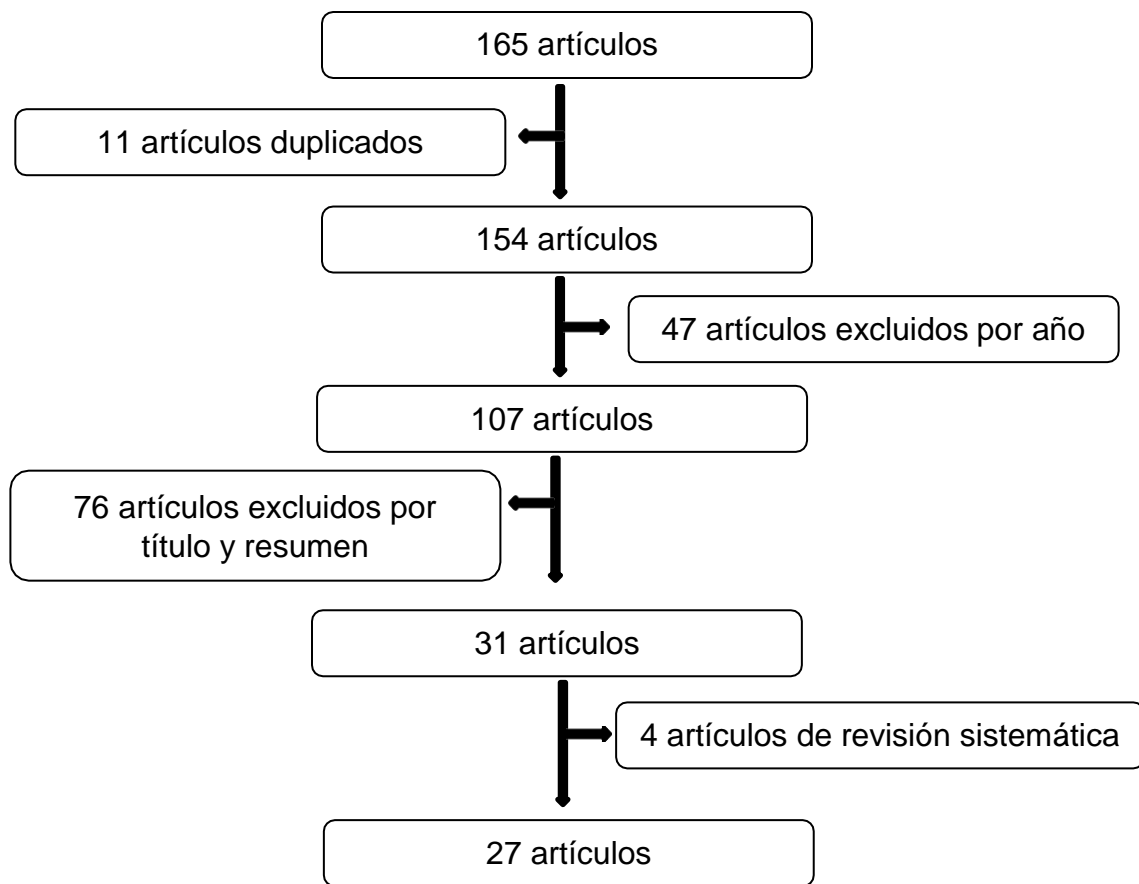 165 artículos
11 artículos duplicados
154 artículos
47 artículos excluidos por año
107 artículos
76 artículos excluidos por
título y resumen
31 artículos
4 artículos de revisión sistemática
27 artículos